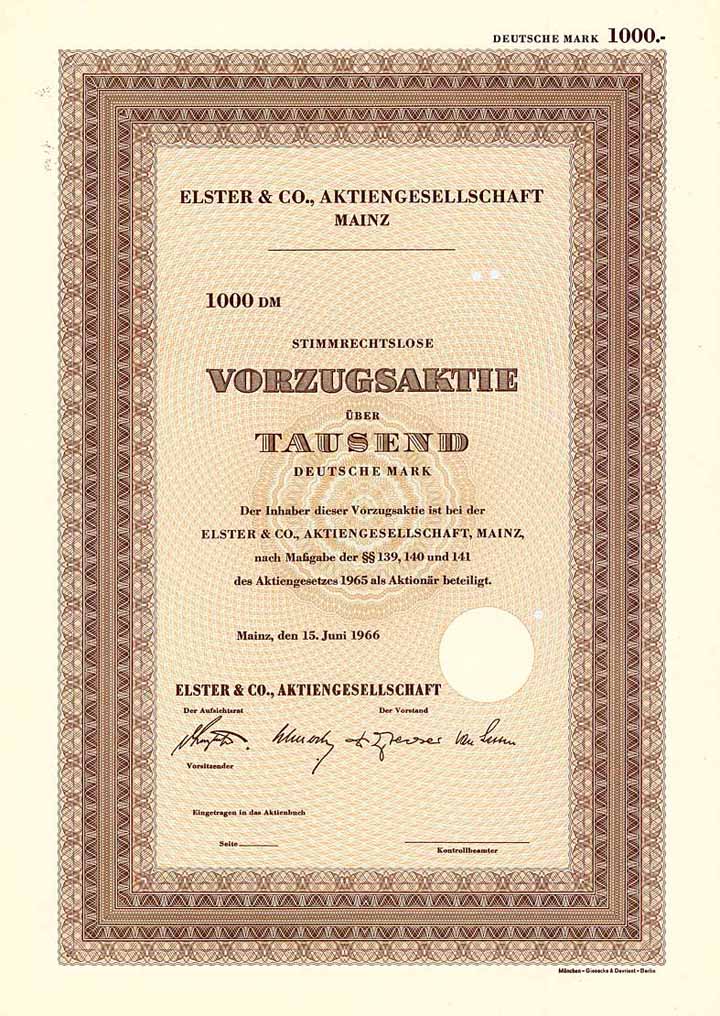 DEUTSCHE MARK 1000.-
ELSTER & CO., AKTIENGESELLSCHAFT
MAINZ
1000 DM
STIMMRECHTSLOSE
VORZUGSAKTIE
ÜBER
TAUSEND
DEUTSCHE MARK
Der Inhaber dieser Vorzugsaktie ist bei der
ELSTER & CO., AKTIENGESELLSCHAFT, MAINZ,
nach Maßgabe der §§ 139, 140 und 141
des Aktiengesetzes 1965 als Aktionär beteiligt.
Mainz, den 15. Juni 1966
ELSTER & CO., AKTIENGESELLSCHAFT
Der Aufsichtsrat Der Vorstand
Vorsitzender
Eingetragen in das Aktienbuch
Seite
Kontrollbeamter
München - Giesecke & Devrient - Berlin